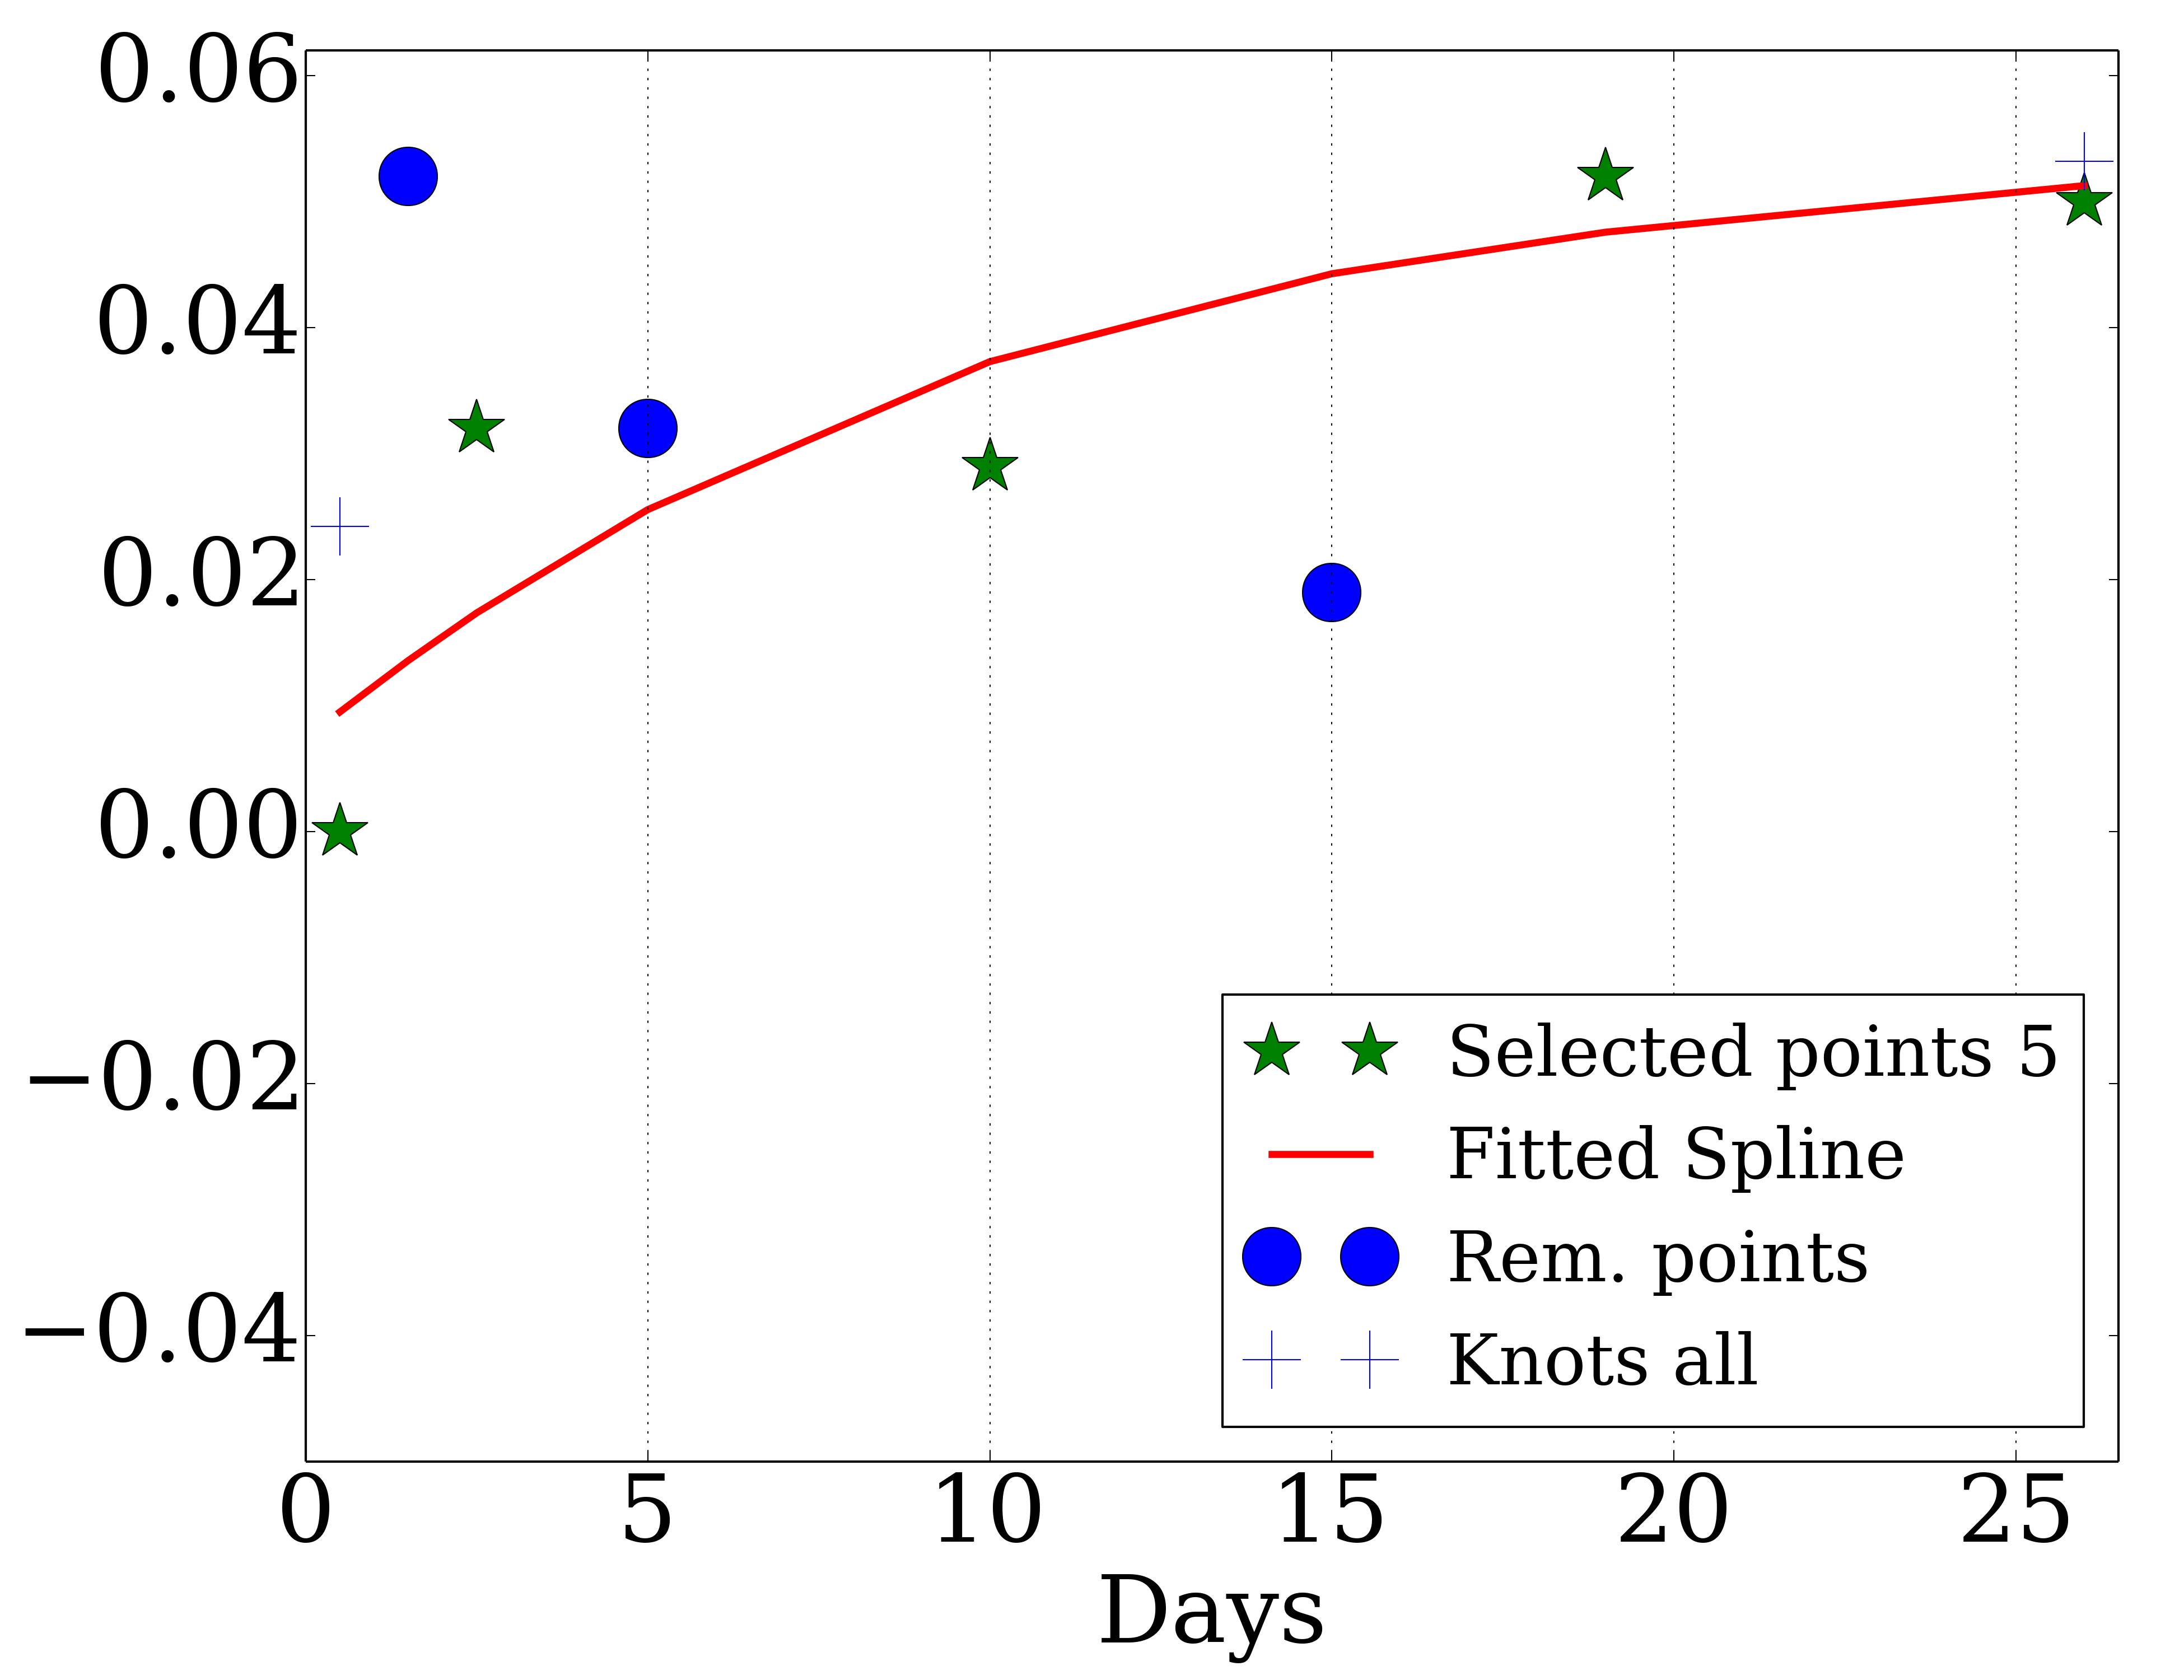 0.06
0.04
0.02
0.00
−0.02
−0.04
Selected points 5
Fitted Spline
Rem. points
Knots all
0 5 10 15 20 25
Days